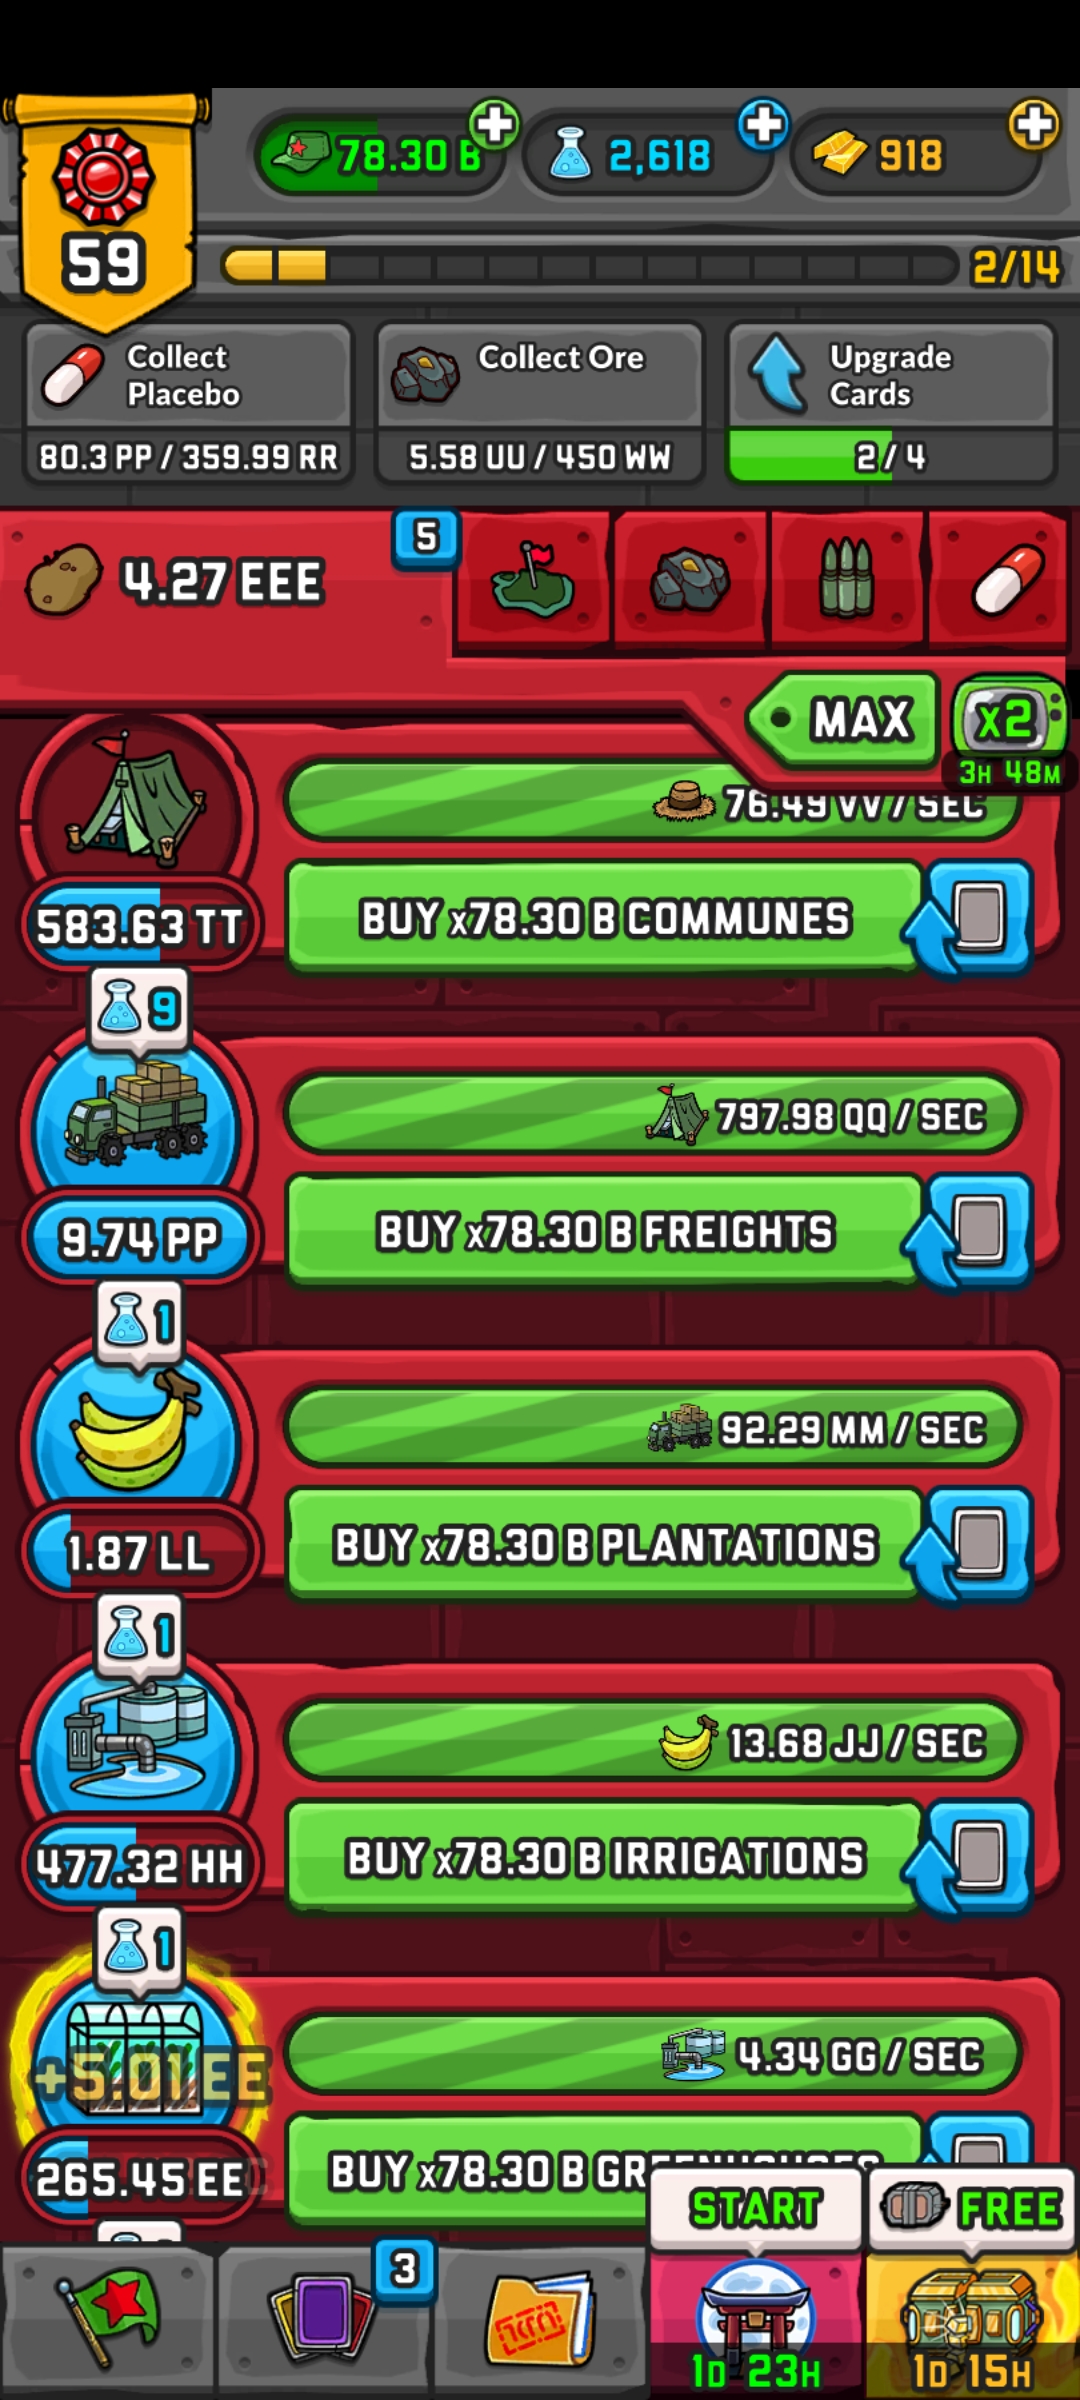 78.30 B
2,618
918
59
2/14
Collect Placebo
80.3 PP / 359.99 RR
Collect Ore
5.58 UU / 450 WW
Upgrade Cards
2 / 4
4.27 EEE
5
MAX
x2
3H 48M
76.49 VV / SEC
583.63 TT
BUY x78.30 B COMMUNES
9
797.98 QQ / SEC
9.74 PP
BUY x78.30 B FREIGHTS
1
92.29 MM / SEC
1.87 LL
BUY x78.30 B PLANTATIONS
1
13.68 JJ / SEC
477.32 HH
BUY x78.30 B IRRIGATIONS
1
4.34 GG / SEC
+5.01 EE
265.45 EE
BUY x78.30 B GREENHOUSES
START
FREE
3
1D 23H
1D 15H